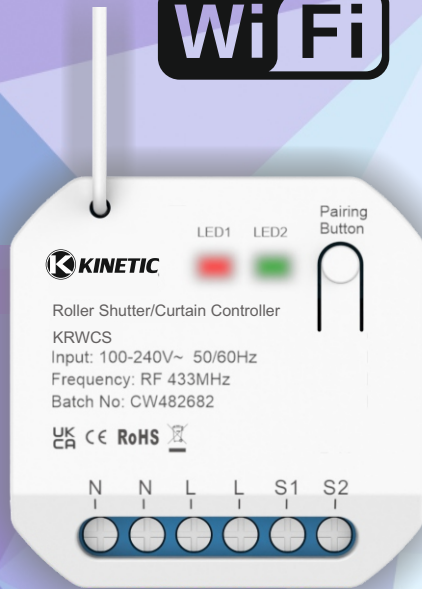 Wi Fi
Pairing
Button
LED1 LED2
K KINETIC
Roller Shutter/Curtain Controller
KRWCS
Input: 100-240V~ 50/60Hz
Frequency: RF 433MHz
Batch No: CW482682
UK
CA CE RoHS
N N L L S1 S2